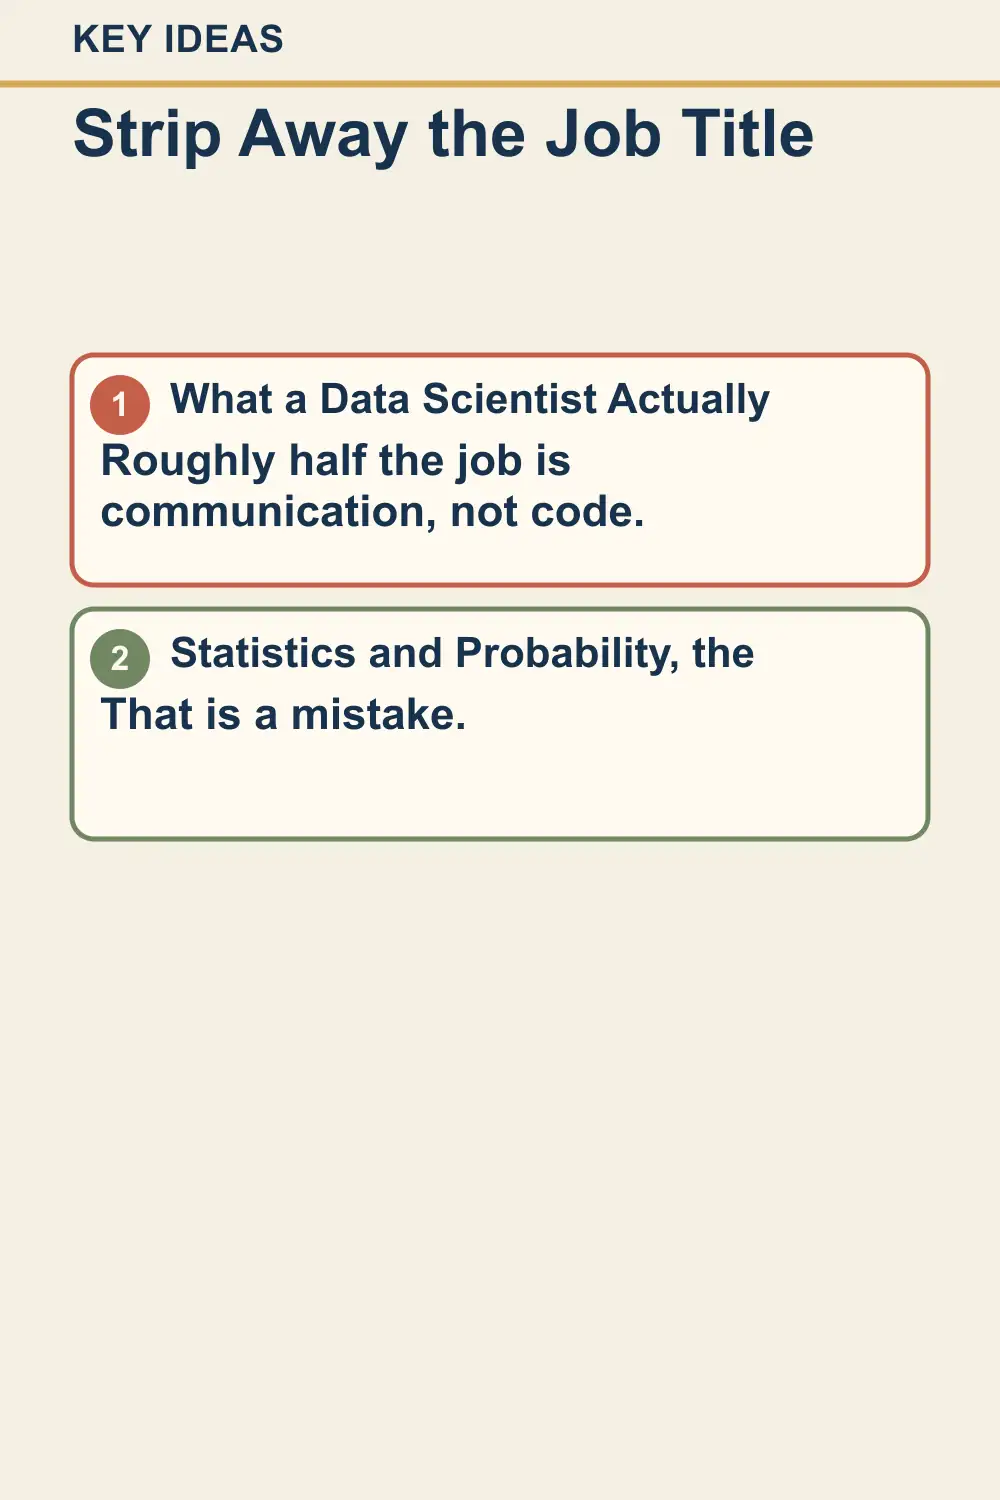 KEY IDEAS
Strip Away the Job Title
1 What a Data Scientist Actually
Roughly half the job is
communication, not code.
2 Statistics and Probability, the
That is a mistake.